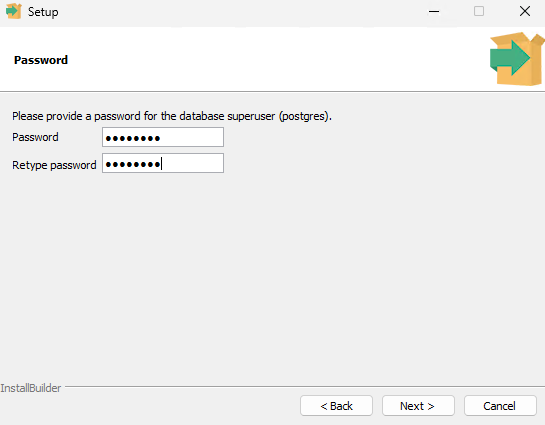 Setup
Password
Please provide a password for the database superuser (postgres).
Password ••••••••
Retype password ••••••••
InstallBuilder
< Back Next > Cancel